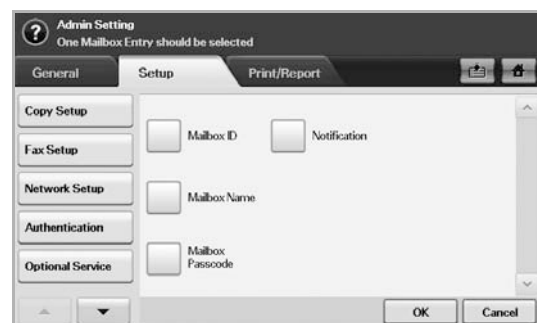 ?
Admin Setting
One Mailbox Entry should be selected
General
Setup
Print/Report
Copy Setup
Fax Setup
Network Setup
Authentication
Optional Service
Mailbox ID
Notification
Mailbox Name
Mailbox
Passcode
OK
Cancel